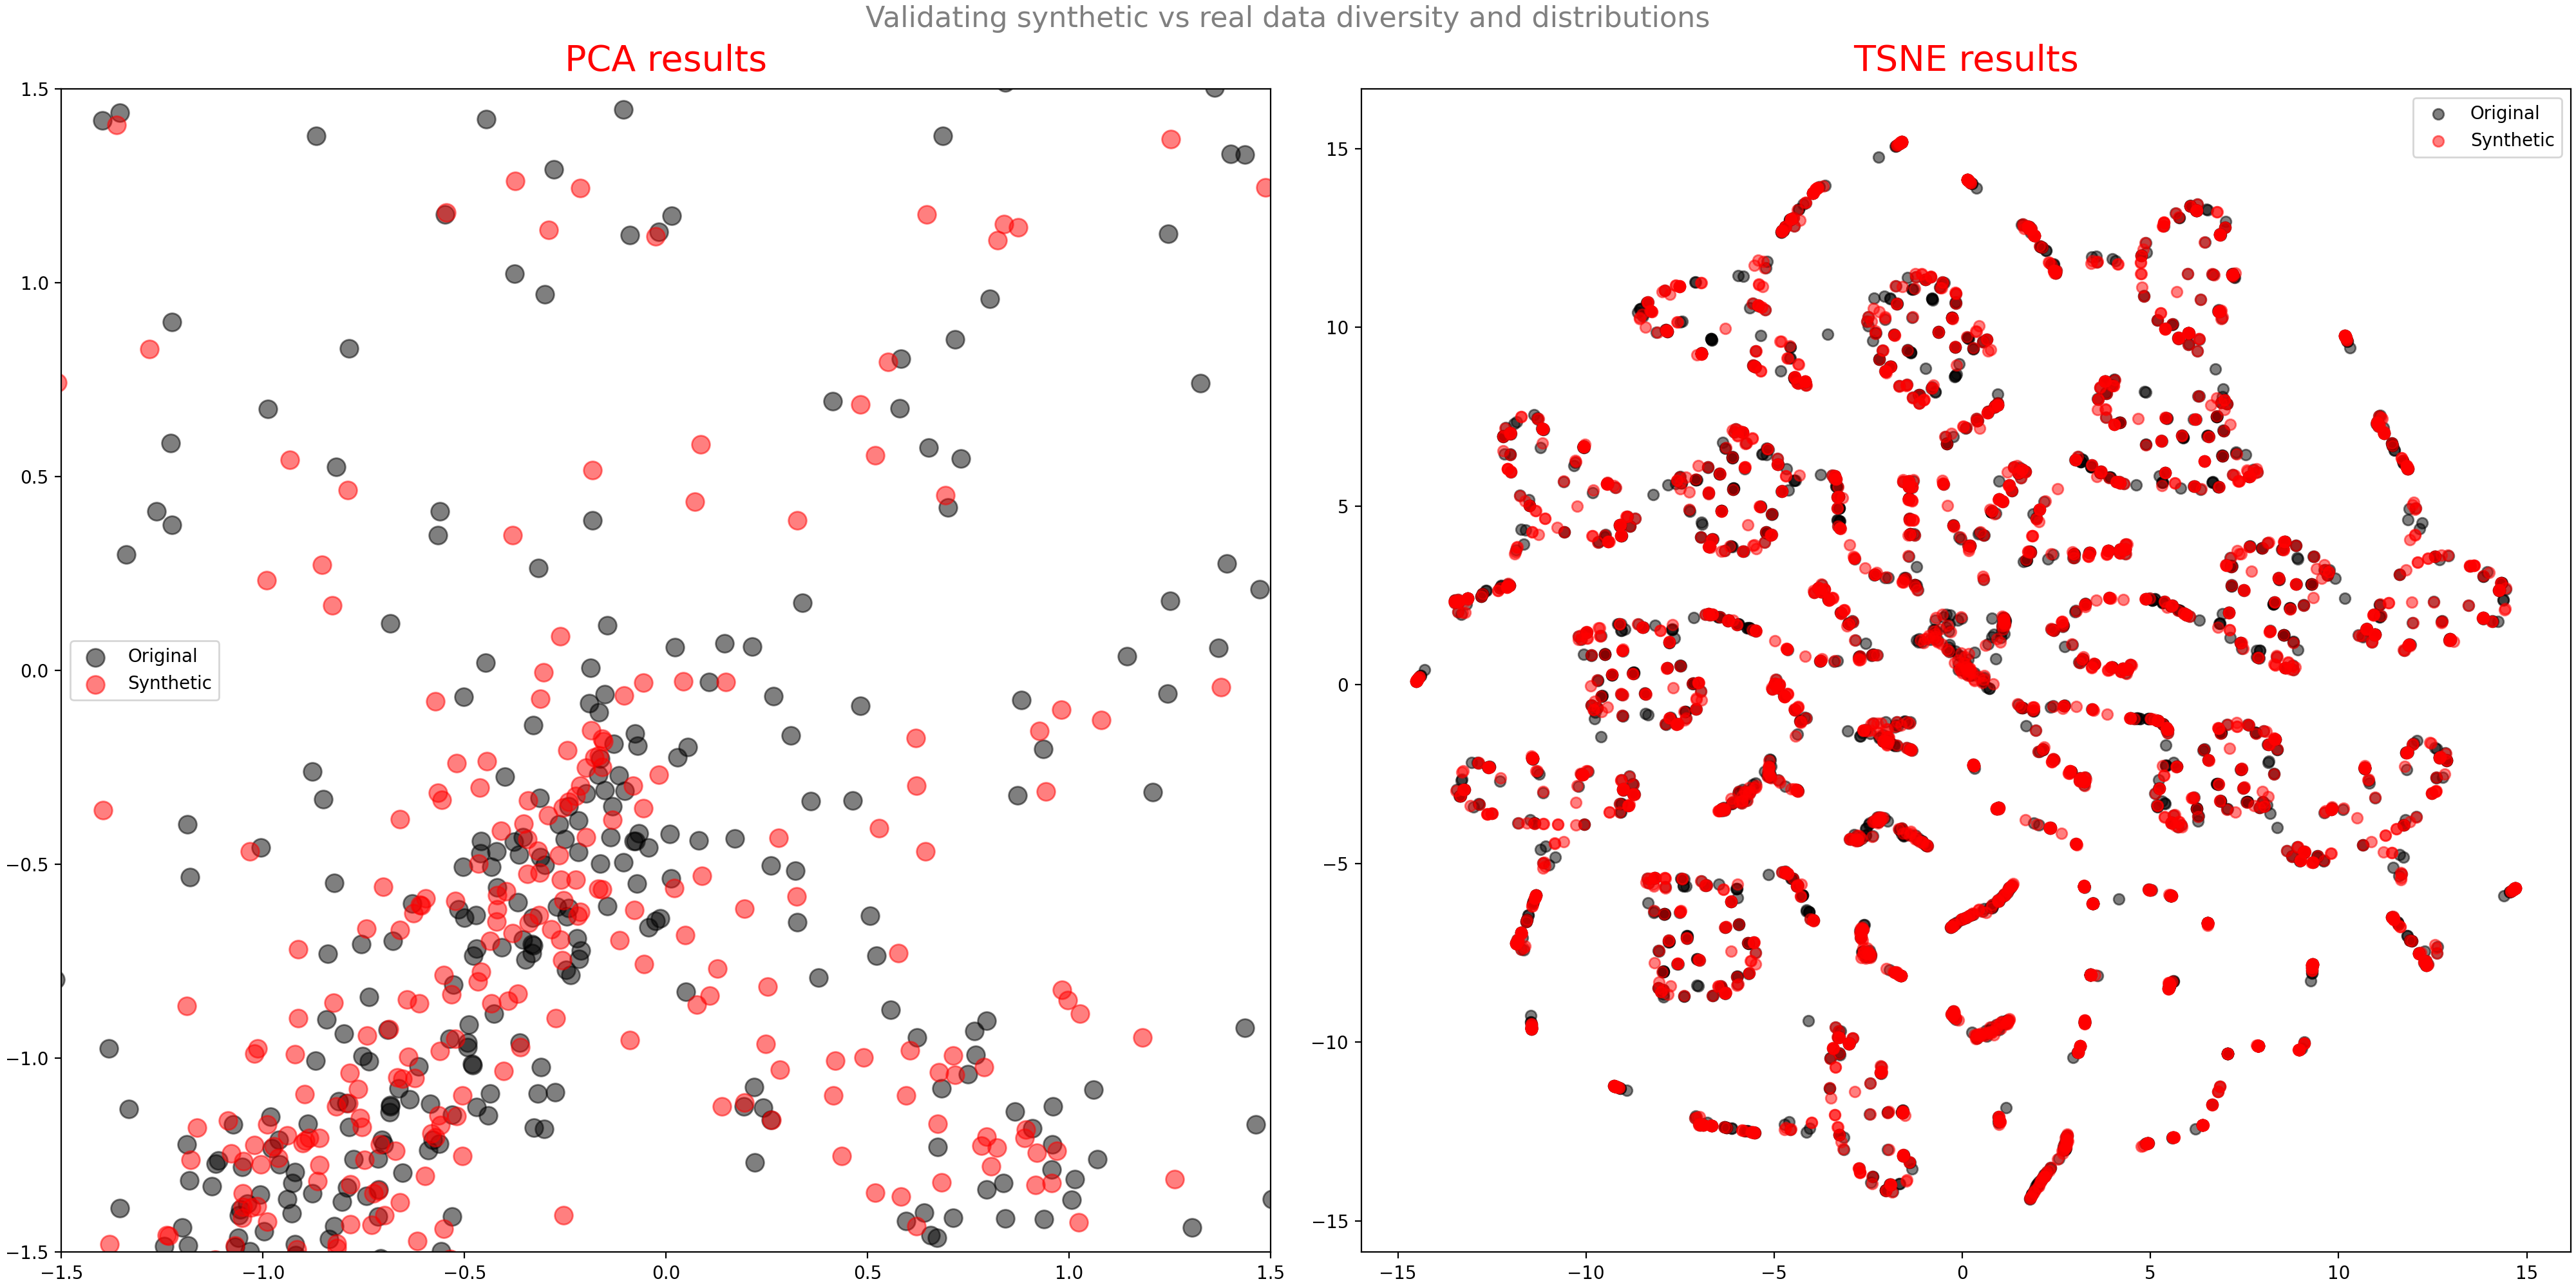 Validating synthetic vs real data diversity and distributions
PCA results
1.5
1.0
0.5
0.0
−0.5
−1.0
−1.5
Original
Synthetic
−1.5 −1.0 −0.5 0.0 0.5 1.0 1.5
TSNE results
15
10
5
0
−5
−10
−15
Original
Synthetic
−15 −10 −5 0 5 10 15